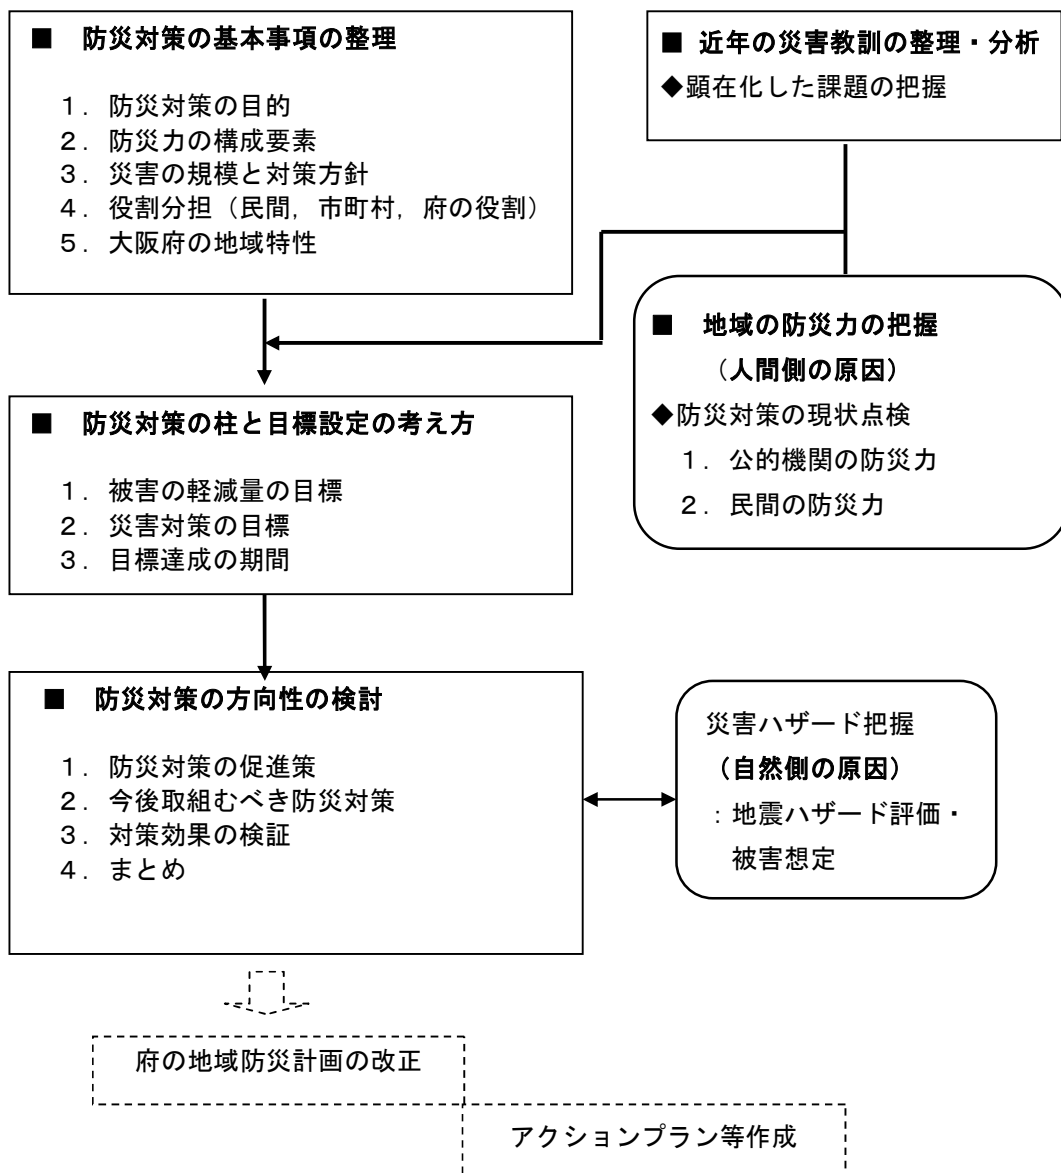 ■ 防災対策の基本事項の整理
１．防災対策の目的
２．防災力の構成要素
３．災害の規模と対策方針
４．役割分担（民間，市町村，府の役割）
５．大阪府の地域特性
■ 近年の災害教訓の整理・分析
◆顕在化した課題の把握
■ 地域の防災力の把握
（人間側の原因）
◆防災対策の現状点検
１．公的機関の防災力
２．民間の防災力
■ 防災対策の柱と目標設定の考え方
１．被害の軽減量の目標
２．災害対策の目標
３．目標達成の期間
■ 防災対策の方向性の検討
１．防災対策の促進策
２．今後取組むべき防災対策
３．対策効果の検証
４．まとめ
災害ハザード把握
（自然側の原因）
：地震ハザード評価・
被害想定
府の地域防災計画の改正
アクションプラン等作成